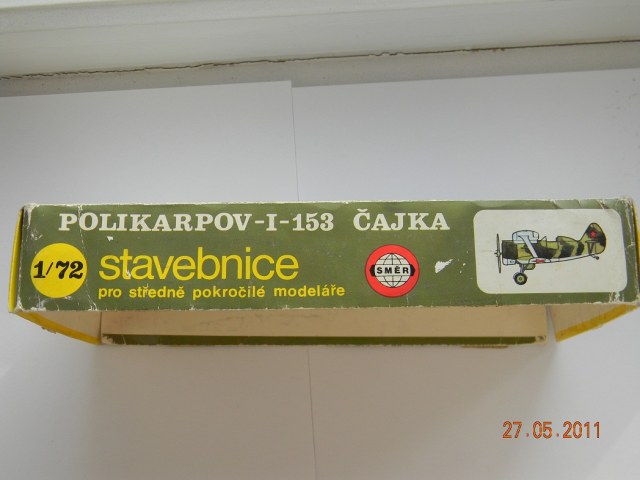 POLIKARPOV-I-153 ČAJKA
1/72 stavebnice
pro středně pokročilé modeláře
SMĚR
27.05.2011